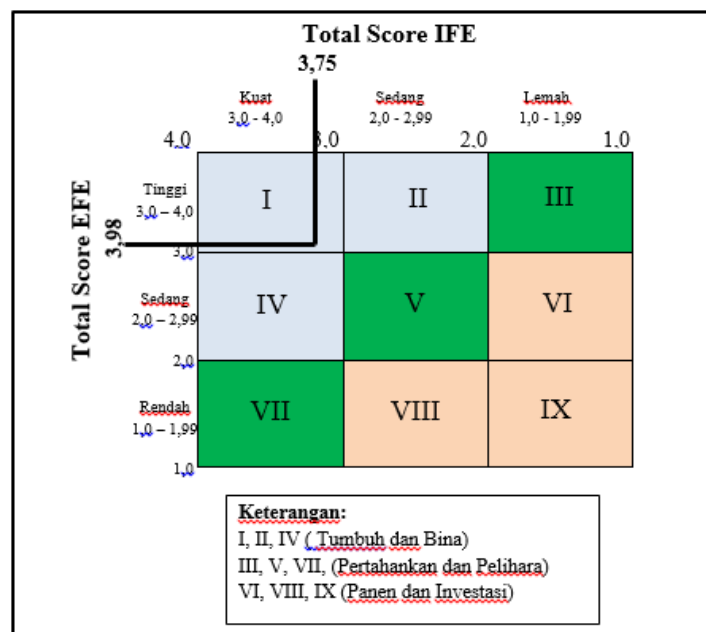 Total Score IFE
3,75
Kuat
3,0 - 4,0
Sedang
2,0 - 2,99
Lemah
1,0 - 1,99
4,0
3,0
2,0
1,0
Total Score EFE
3,98
Tinggi
3,0 – 4,0
I
II
III
3,0
Sedang
2,0 – 2,99
IV
V
VI
2,0
Rendah
1,0 – 1,99
VII
VIII
IX
1,0
Keterangan:
I, II, IV ( Tumbuh dan Bina)
III, V, VII, (Pertahankan dan Pelihara)
VI, VIII, IX (Panen dan Investasi)